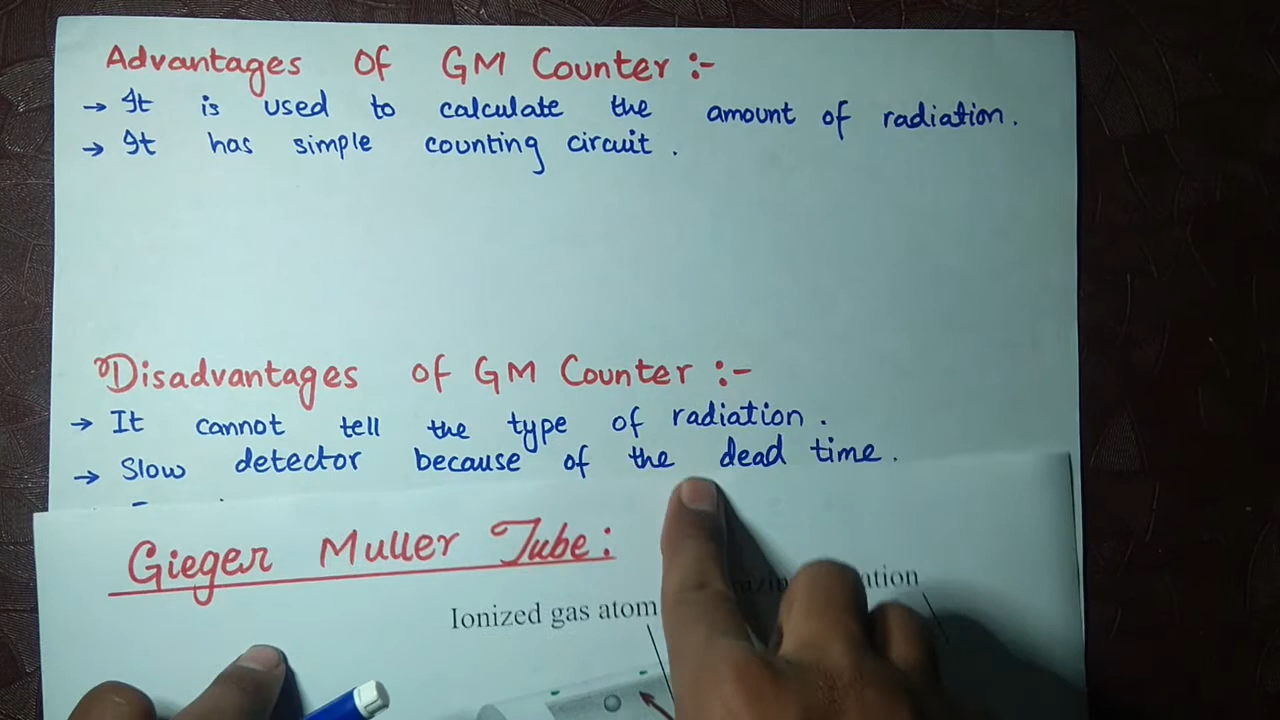 Advantages Of GM Counter :-
→ It is used to calculate the amount of radiation.
→ It has simple counting circuit.
Disadvantages of GM Counter :-
→ It cannot tell the type of radiation.
→ Slow detector because of the dead time.
Gieger Muller Tube:
Ionized gas atom